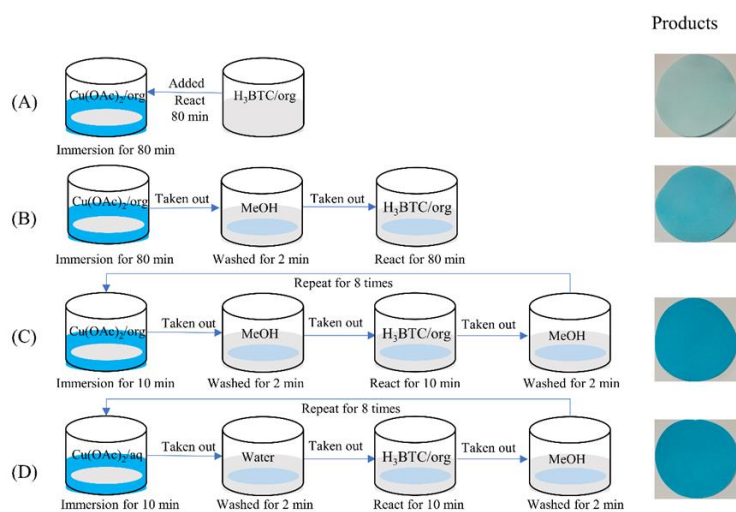 Products
(A)
Cu(OAc)₂/org
Added
React
80 min
H₃BTC/org
Immersion for 80 min
(B)
Cu(OAc)₂/org
Taken out
MeOH
Taken out
H₃BTC/org
Immersion for 80 min
Washed for 2 min
React for 80 min
Repeat for 8 times
(C)
Cu(OAc)₂/org
Taken out
MeOH
Taken out
H₃BTC/org
Taken out
MeOH
Immersion for 10 min
Washed for 2 min
React for 10 min
Washed for 2 min
Repeat for 8 times
(D)
Cu(OAc)₂/aq
Taken out
Water
Taken out
H₃BTC/org
Taken out
MeOH
Immersion for 10 min
Washed for 2 min
React for 10 min
Washed for 2 min